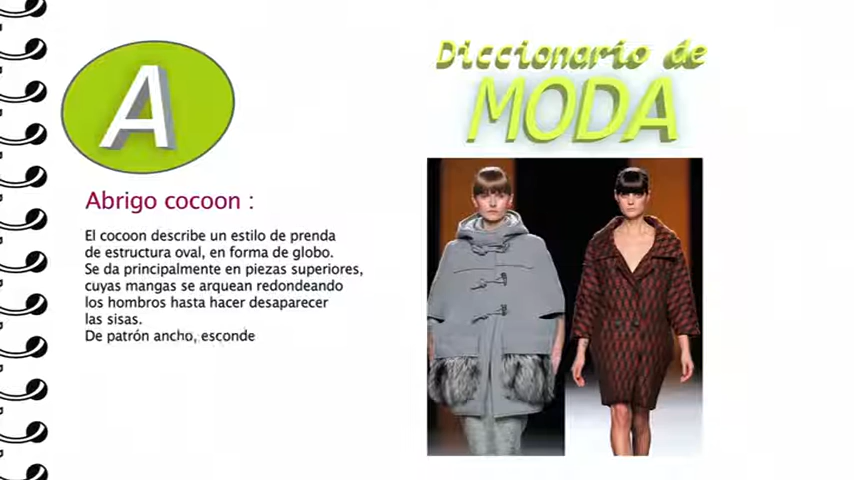 A
Diccionario de
MODA
Abrigo cocoon :
El cocoon describe un estilo de prenda
de estructura oval, en forma de globo.
Se da principalmente en piezas superiores,
cuyas mangas se arquean redondeando
los hombros hasta hacer desaparecer
las sisas.
De patrón ancho, esconde